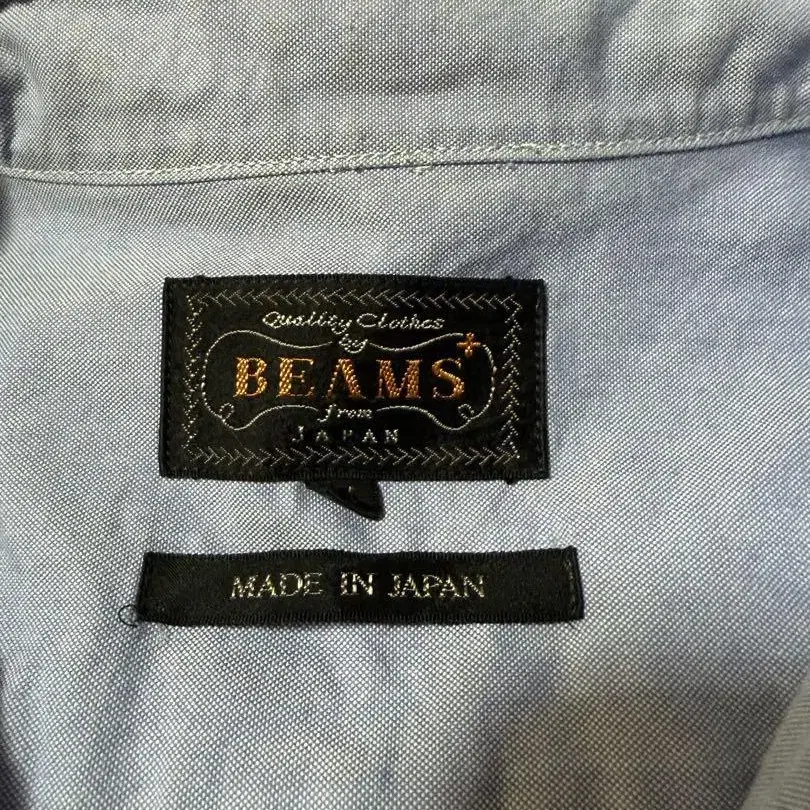 Quality Clothes
by
BEAMS+
from
JAPAN
MADE IN JAPAN